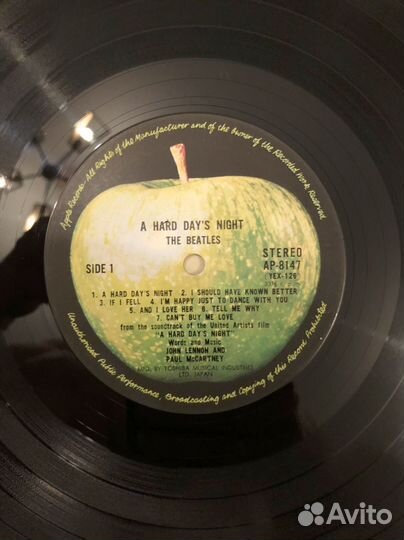 Apple Records - All Rights of the Manufacturer and of the Owner of the Recorded Work Reserved
A HARD DAY'S NIGHT
THE BEATLES
STEREO
SIDE 1
AP-8147
YEX-126
1. A HARD DAY'S NIGHT 2. I SHOULD HAVE KNOWN BETTER
3. IF I FELL 4. I'M HAPPY JUST TO DANCE WITH YOU
5. AND I LOVE HER 6. TELL ME WHY
7. CAN'T BUY ME LOVE
from the soundtrack of the United Artists film
"A HARD DAY'S NIGHT"
Words and Music
JOHN LENNON AND
PAUL McCARTNEY
MFG. BY TOSHIBA MUSICAL INDUSTRIES
LTD. JAPAN
Unauthorised Public Performance, Broadcasting and Copying of this Record Prohibited
Avito